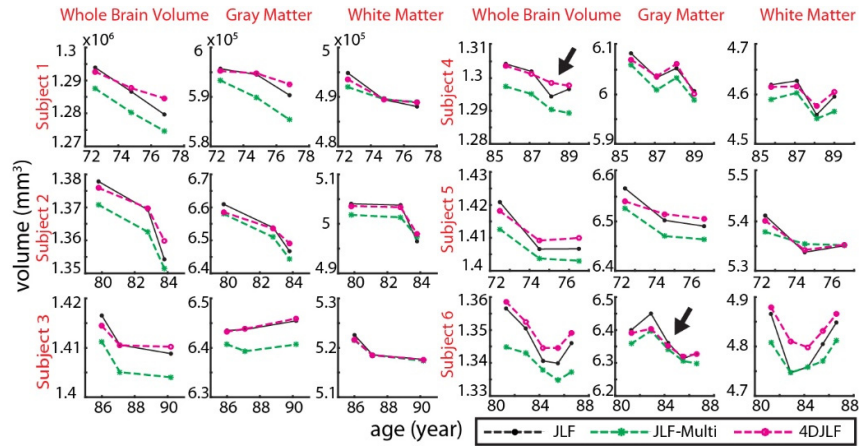 Whole Brain Volume Gray Matter White Matter Whole Brain Volume Gray Matter White Matter
x10⁶ x10⁵ x10⁵
Subject 1
1.3
1.29
1.28
1.27
72 74 76 78
6
5.9
5.8
72 74 76 78
5
4.9
4.8
72 74 76 78
Subject 4
1.31
1.3
1.29
1.28
85 87 89
6.1
6
5.9
85 87 89
4.7
4.6
4.5
85 87 89
volume (mm³)
Subject 2
1.38
1.37
1.36
1.35
80 82 84
6.7
6.6
6.5
6.4
80 82 84
5.1
5
4.9
80 82 84
Subject 5
1.43
1.42
1.41
1.4
72 74 76
6.6
6.5
6.4
72 74 76
5.5
5.4
5.3
72 74 76
Subject 3
1.42
1.41
1.4
86 88 90
6.5
6.4
6.3
86 88 90
5.3
5.2
86 88 90
Subject 6
1.36
1.35
1.34
1.33
80 84 88
6.5
6.4
6.3
6.2
80 84 88
4.9
4.8
4.7
80 84 88
age (year)
JLF JLF-Multi 4DJLF